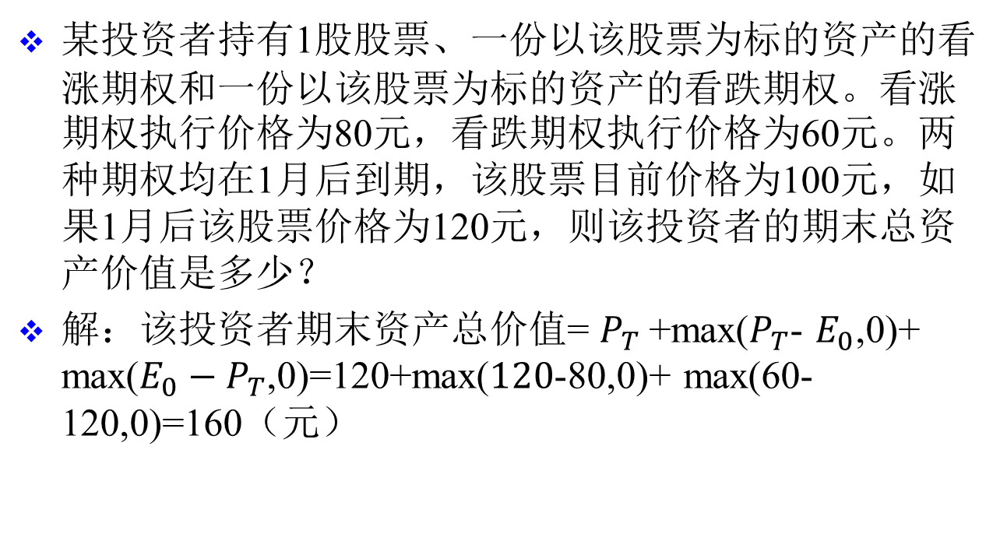 ❖ 某投资者持有1股股票、一份以该股票为标的资产的看
涨期权和一份以该股票为标的资产的看跌期权。看涨
期权执行价格为80元，看跌期权执行价格为60元。两
种期权均在1月后到期，该股票目前价格为100元，如
果1月后该股票价格为120元，则该投资者的期末总资
产价值是多少？
❖ 解：该投资者期末资产总价值= P_T +max(P_T- E_0,0)+
max(E_0 − P_T,0)=120+max(120-80,0)+ max(60-
120,0)=160（元）